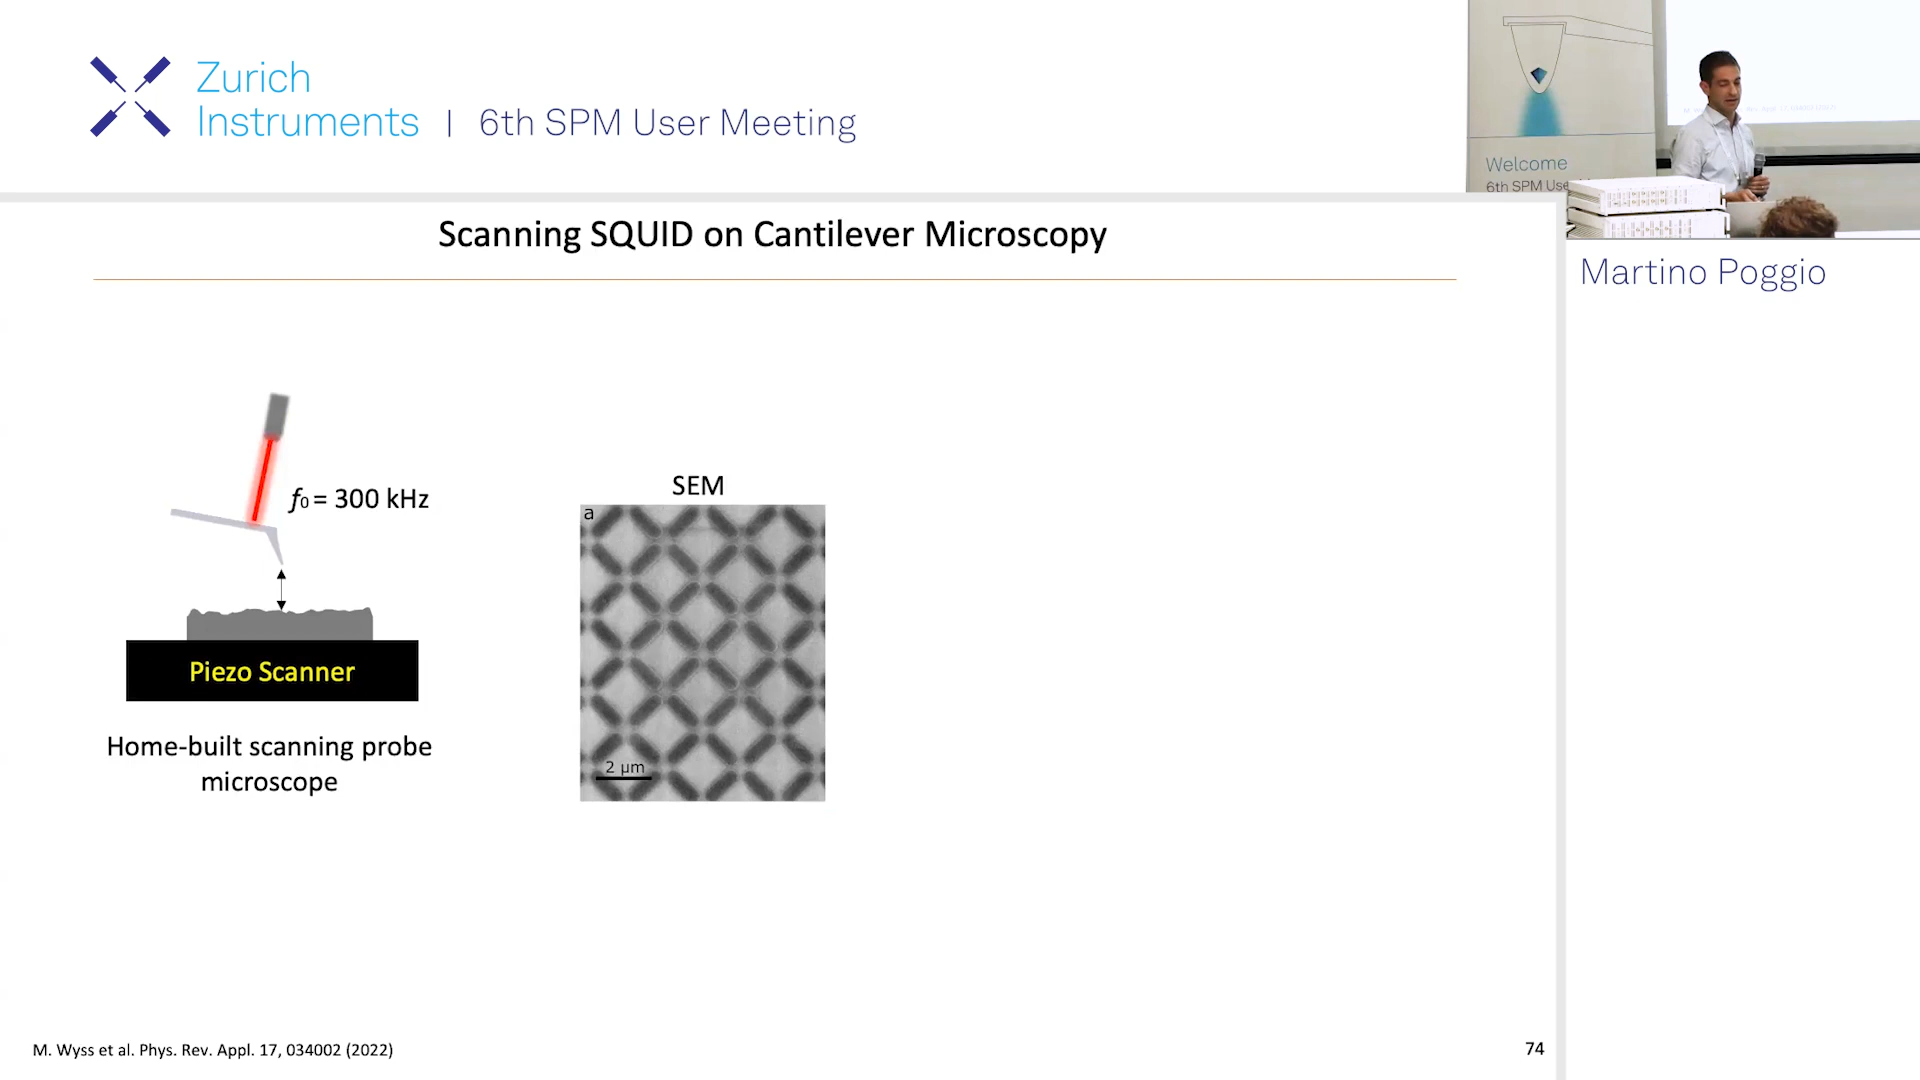 Zurich
Instruments | 6th SPM User Meeting
Welcome
6th SPM Use
Martino Poggio
Scanning SQUID on Cantilever Microscopy
f0 = 300 kHz
Piezo Scanner
Home-built scanning probe
microscope
SEM
a
2 µm
M. Wyss et al. Phys. Rev. Appl. 17, 034002 (2022)
74